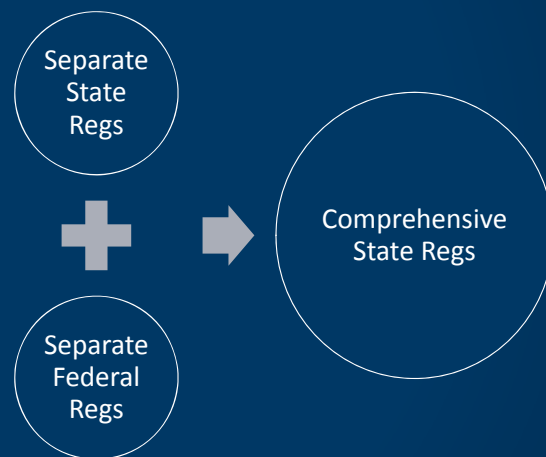 Separate
State
Regs
Separate
Federal
Regs
Comprehensive
State Regs